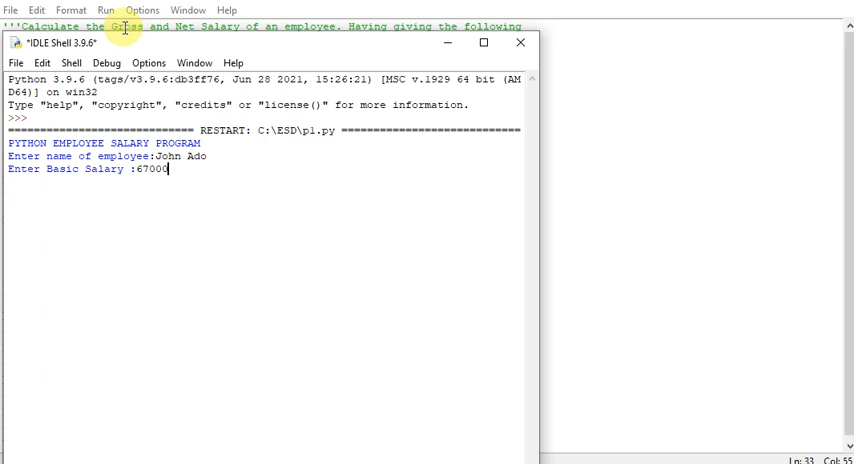 File Edit Format Run Options Window Help
'''Calculate the Gross and Net Salary of an employee. Having giving the following
*IDLE Shell 3.9.6*
File Edit Shell Debug Options Window Help
Python 3.9.6 (tags/v3.9.6:db3ff76, Jun 28 2021, 15:26:21) [MSC v.1929 64 bit (AM
D64)] on win32
Type "help", "copyright", "credits" or "license()" for more information.
>>>
============================= RESTART: C:\ESD\p1.py ============================
PYTHON EMPLOYEE SALARY PROGRAM
Enter name of employee:John Ado
Enter Basic Salary :67000
Ln: 33 Col: 55